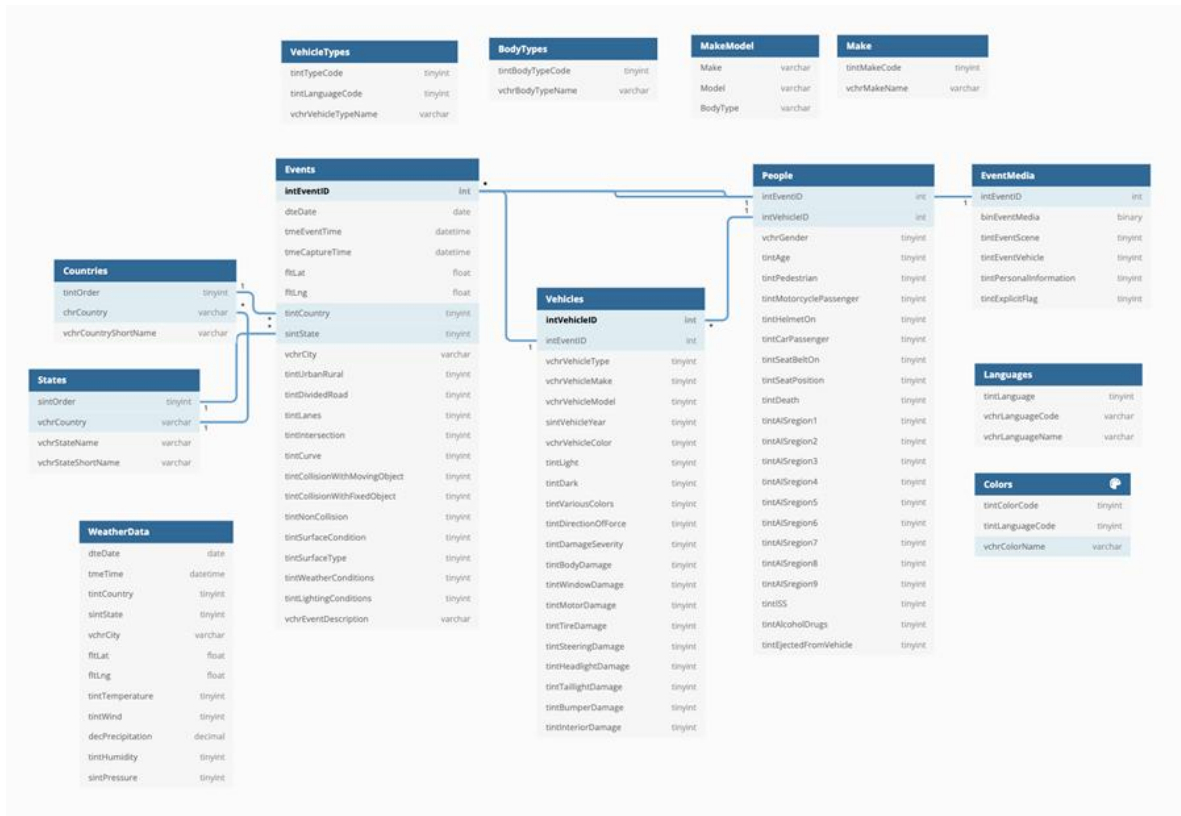 VehicleTypes
tintTypeCode tinyint
tintLanguageCode tinyint
vchrVehicleTypeName varchar
BodyTypes
tintBodyTypeCode tinyint
vchrBodyTypeName varchar
MakeModel
Make varchar
Model varchar
BodyType varchar
Make
tintMakeCode tinyint
vchrMakeName varchar
Events
intEventID int
dteDate date
tmeEventTime datetime
tmeCaptureTime datetime
fltLat float
fltLng float
tintCountry tinyint
sintState tinyint
vchrCity varchar
tintUrbanRural tinyint
tintDividedRoad tinyint
tintLanes tinyint
tintIntersection tinyint
tintCurve tinyint
tintCollisionWithMovingObject tinyint
tintCollisionWithFixedObject tinyint
tintNonCollision tinyint
tintSurfaceCondition tinyint
tintSurfaceType tinyint
tintWeatherConditions tinyint
tintLightingConditions tinyint
vchrEventDescription varchar
People
intEventID int
intVehicleID int
vchrGender tinyint
tintAge tinyint
tintPedestrian tinyint
tintMotorcyclePassenger tinyint
tintHelmetOn tinyint
tintCarPassenger tinyint
tintSeatBeltOn tinyint
tintSeatPosition tinyint
tintDeath tinyint
tintAISregion1 tinyint
tintAISregion2 tinyint
tintAISregion3 tinyint
tintAISregion4 tinyint
tintAISregion5 tinyint
tintAISregion6 tinyint
tintAISregion7 tinyint
tintAISregion8 tinyint
tintAISregion9 tinyint
tintISS tinyint
tintAlcoholDrugs tinyint
tintEjectedFromVehicle tinyint
EventMedia
intEventID int
binEventMedia binary
tintEventScene tinyint
tintEventVehicle tinyint
tintPersonalInformation tinyint
tintExplicitFlag tinyint
Countries
tintOrder tinyint
chrCountry varchar
vchrCountryShortName varchar
Vehicles
intVehicleID int
intEventID int
vchrVehicleType tinyint
vchrVehicleMake tinyint
vchrVehicleModel tinyint
sintVehicleYear tinyint
vchrVehicleColor tinyint
tintLight tinyint
tintDark tinyint
tintVariousColors tinyint
tintDirectionOfForce tinyint
tintDamageSeverity tinyint
tintBodyDamage tinyint
tintWindowDamage tinyint
tintMotorDamage tinyint
tintTireDamage tinyint
tintSteeringDamage tinyint
tintHeadlightDamage tinyint
tintTaillightDamage tinyint
tintBumperDamage tinyint
tintInteriorDamage tinyint
States
sintOrder tinyint
vchrCountry varchar
vchrStateName varchar
vchrStateShortName varchar
Languages
tintLanguage tinyint
vchrLanguageCode varchar
vchrLanguageName varchar
Colors
tintColorCode tinyint
tintLanguageCode tinyint
vchrColorName varchar
WeatherData
dteDate date
tmeTime datetime
tintCountry tinyint
sintState tinyint
vchrCity varchar
fltLat float
fltLng float
tintTemperature tinyint
tintWind tinyint
decPrecipitation decimal
tintHumidity tinyint
sintPressure tinyint
1
*
*
*
1
1
*
1
1
1
*
1